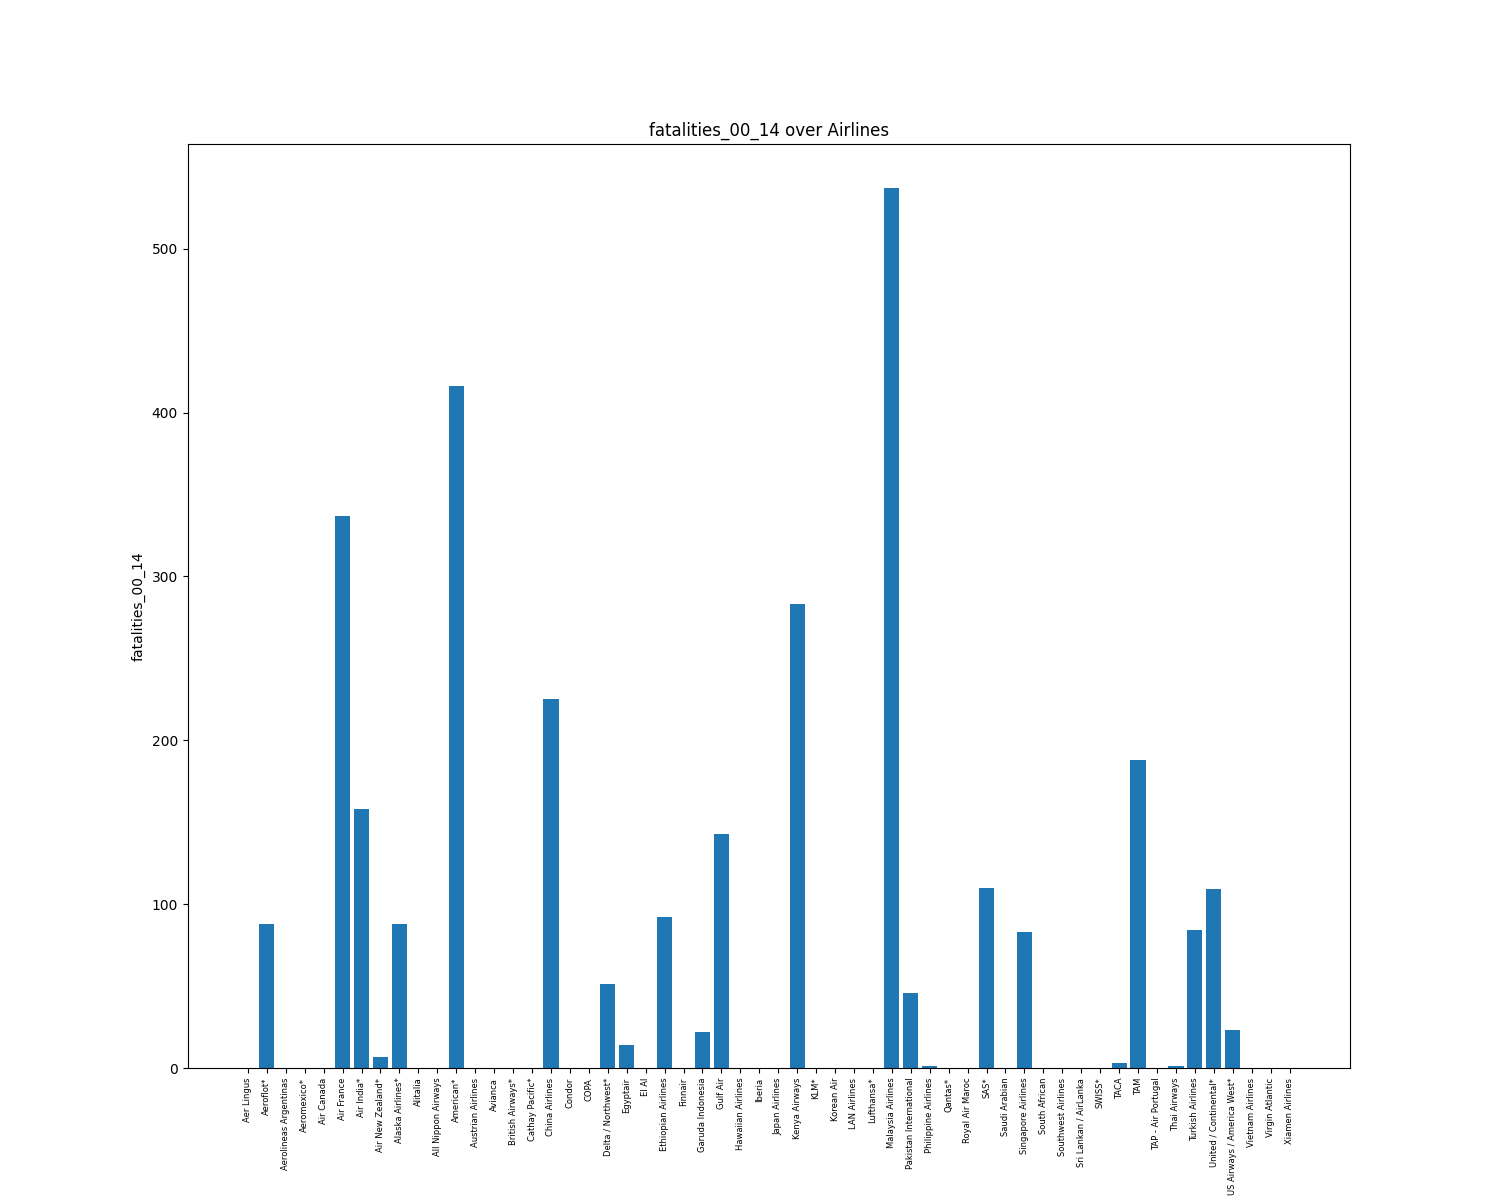 fatalities_00_14 over Airlines
fatalities_00_14
500
400
300
200
100
0
Aer Lingus
Aeroflot*
Aerolineas Argentinas
Aeromexico*
Air Canada
Air France
Air India*
Air New Zealand*
Alaska Airlines*
Alitalia
All Nippon Airways
American*
Austrian Airlines
Avianca
British Airways*
Cathay Pacific*
China Airlines
Condor
COPA
Delta / Northwest*
Egyptair
El Al
Ethiopian Airlines
Finnair
Garuda Indonesia
Gulf Air
Hawaiian Airlines
Iberia
Japan Airlines
Kenya Airways
KLM*
Korean Air
LAN Airlines
Lufthansa*
Malaysia Airlines
Pakistan International
Philippine Airlines
Qantas*
Royal Air Maroc
SAS*
Saudi Arabian
Singapore Airlines
South African
Southwest Airlines
Sri Lankan / AirLanka
SWISS*
TACA
TAM
TAP - Air Portugal
Thai Airways
Turkish Airlines
United / Continental*
US Airways / America West*
Vietnam Airlines
Virgin Atlantic
Xiamen Airlines